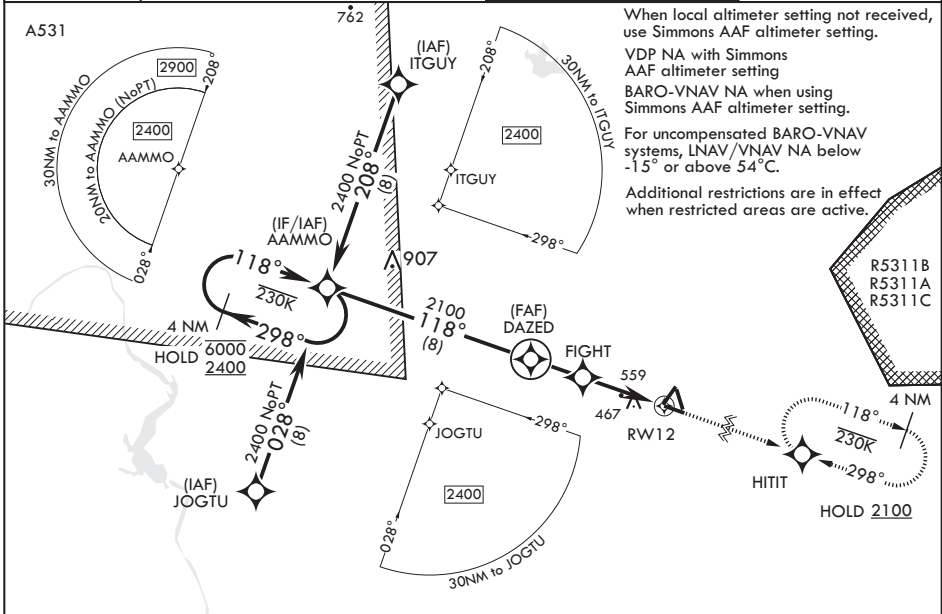 A531
762
When local altimeter setting not received,
use Simmons AAF altimeter setting.
VDP NA with Simmons
AAF altimeter setting
BARO-VNAV NA when using
Simmons AAF altimeter setting.
For uncompensated BARO-VNAV
systems, LNAV/VNAV NA below
-15° or above 54°C.
Additional restrictions are in effect
when restricted areas are active.
30NM to AAMMO
20NM to AAMMO (NoPT)
2900
208°
2400
AAMMO
028°
(IAF)
ITGUY
2400 NoPT
208°
(8)
208°
30NM to ITGUY
2400
ITGUY
298°
(IF/IAF)
AAMMO
118°
230K
298°
4 NM
HOLD
6000
2400
907
2100
118°
(8)
(FAF)
DAZED
FIGHT
559
467
RW12
R5311B
R5311A
R5311C
4 NM
118°
230K
298°
HITIT
HOLD 2100
2400 NoPT
028°
(8)
(IAF)
JOGTU
JOGTU
298°
2400
028°
30NM to JOGTU